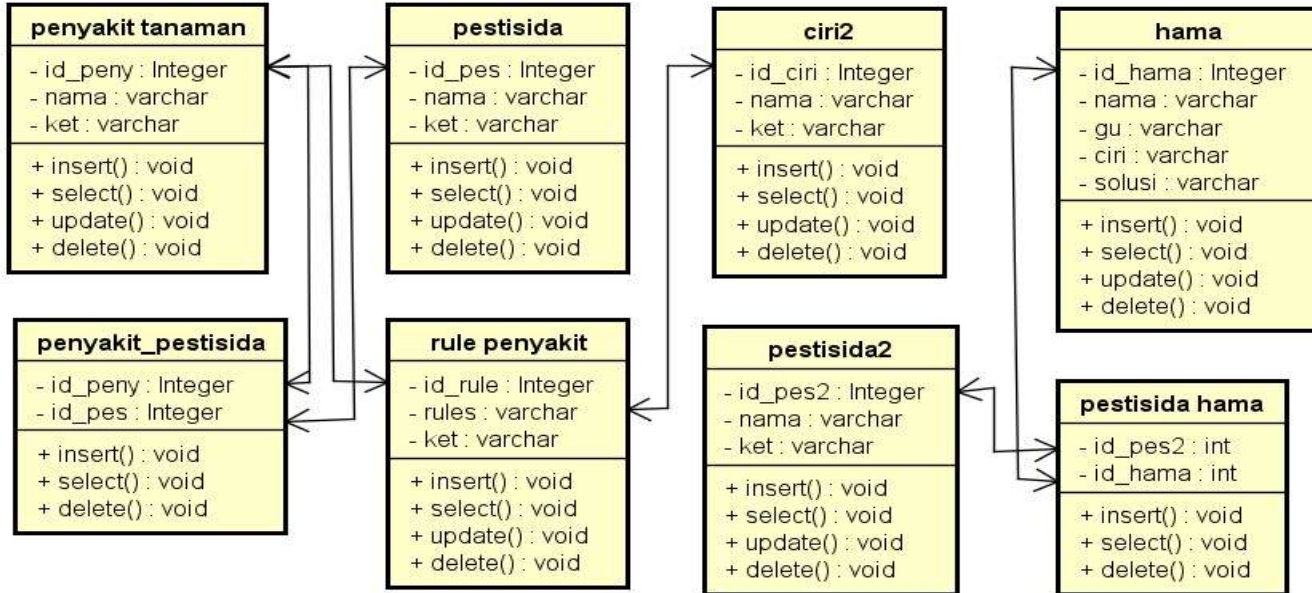 penyakit tanaman
- id_peny : Integer
- nama : varchar
- ket : varchar
+ insert() : void
+ select() : void
+ update() : void
+ delete() : void
pestisida
- id_pes : Integer
- nama : varchar
- ket : varchar
+ insert() : void
+ select() : void
+ update() : void
+ delete() : void
ciri2
- id_ciri : Integer
- nama : varchar
- ket : varchar
+ insert() : void
+ select() : void
+ update() : void
+ delete() : void
hama
- id_hama : Integer
- nama : varchar
- gu : varchar
- ciri : varchar
- solusi : varchar
+ insert() : void
+ select() : void
+ update() : void
+ delete() : void
penyakit_pestisida
- id_peny : Integer
- id_pes : Integer
+ insert() : void
+ select() : void
+ delete() : void
rule penyakit
- id_rule : Integer
- rules : varchar
- ket : varchar
+ insert() : void
+ select() : void
+ update() : void
+ delete() : void
pestisida2
- id_pes2 : Integer
- nama : varchar
- ket : varchar
+ insert() : void
+ select() : void
+ update() : void
+ delete() : void
pestisida hama
- id_pes2 : int
- id_hama : int
+ insert() : void
+ select() : void
+ delete() : void